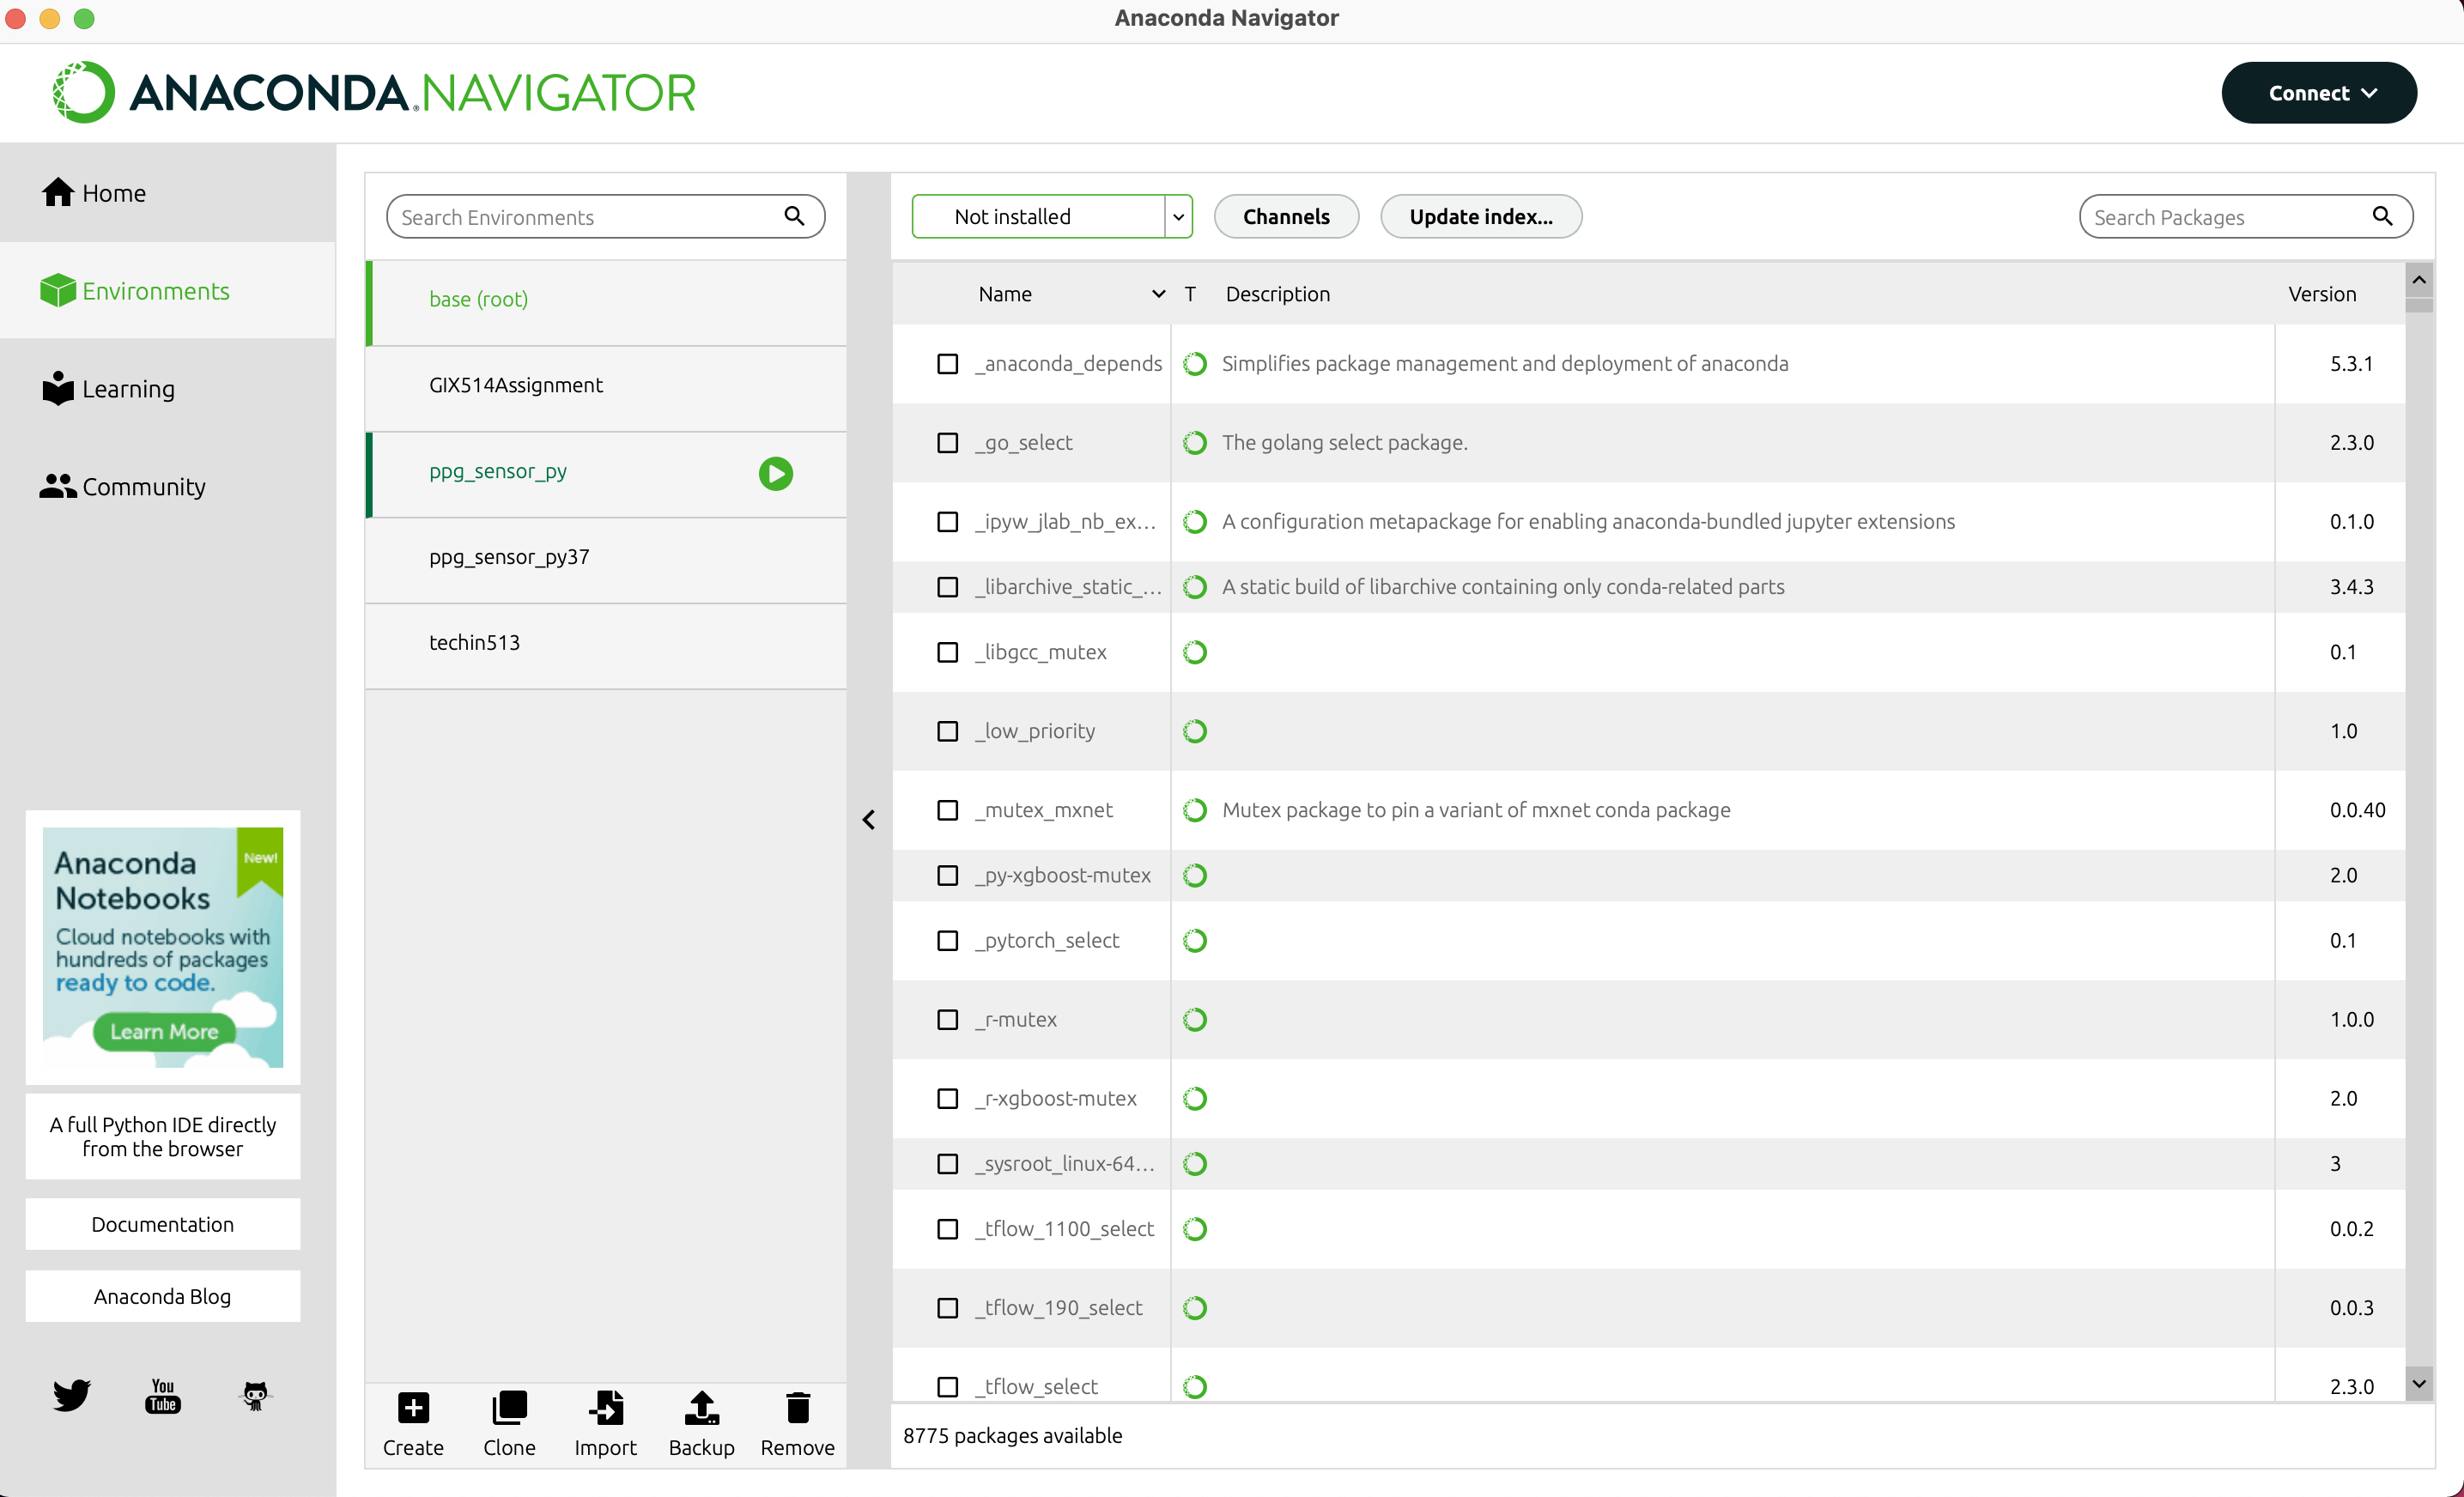 Anaconda Navigator
ANACONDA.NAVIGATOR
Connect
Home
Environments
Learning
Community
Anaconda
Notebooks
New!
Cloud notebooks with
hundreds of packages
ready to code.
Learn More
A full Python IDE directly
from the browser
Documentation
Anaconda Blog
You
Tube
Search Environments
base (root)
GIX514Assignment
ppg_sensor_py
ppg_sensor_py37
techin513
Create Clone Import Backup Remove
Not installed Channels Update index... Search Packages
Name T Description Version
_anaconda_depends Simplifies package management and deployment of anaconda 5.3.1
_go_select The golang select package. 2.3.0
_ipyw_jlab_nb_ex... A configuration metapackage for enabling anaconda-bundled jupyter extensions 0.1.0
_libarchive_static_... A static build of libarchive containing only conda-related parts 3.4.3
_libgcc_mutex 0.1
_low_priority 1.0
_mutex_mxnet Mutex package to pin a variant of mxnet conda package 0.0.40
_py-xgboost-mutex 2.0
_pytorch_select 0.1
_r-mutex 1.0.0
_r-xgboost-mutex 2.0
_sysroot_linux-64... 3
_tflow_1100_select 0.0.2
_tflow_190_select 0.0.3
_tflow_select 2.3.0
8775 packages available